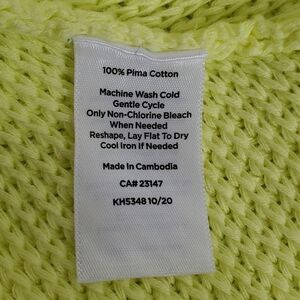 100% Pima Cotton
Machine Wash Cold
Gentle Cycle
Only Non-Chlorine Bleach
When Needed
Reshape, Lay Flat To Dry
Cool Iron If Needed
Made In Cambodia
CA# 23147
KH5348 10/20